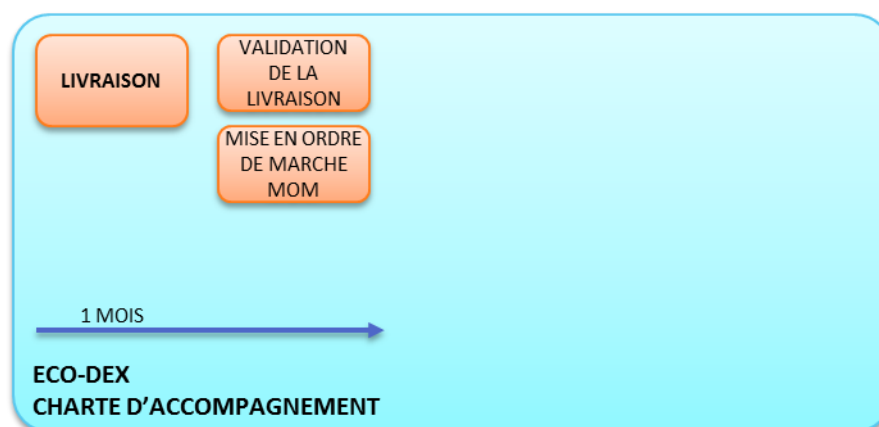 LIVRAISON
VALIDATION
DE LA
LIVRAISON
MISE EN ORDRE
DE MARCHE
MOM
1 MOIS
ECO-DEX
CHARTE D'ACCOMPAGNEMENT